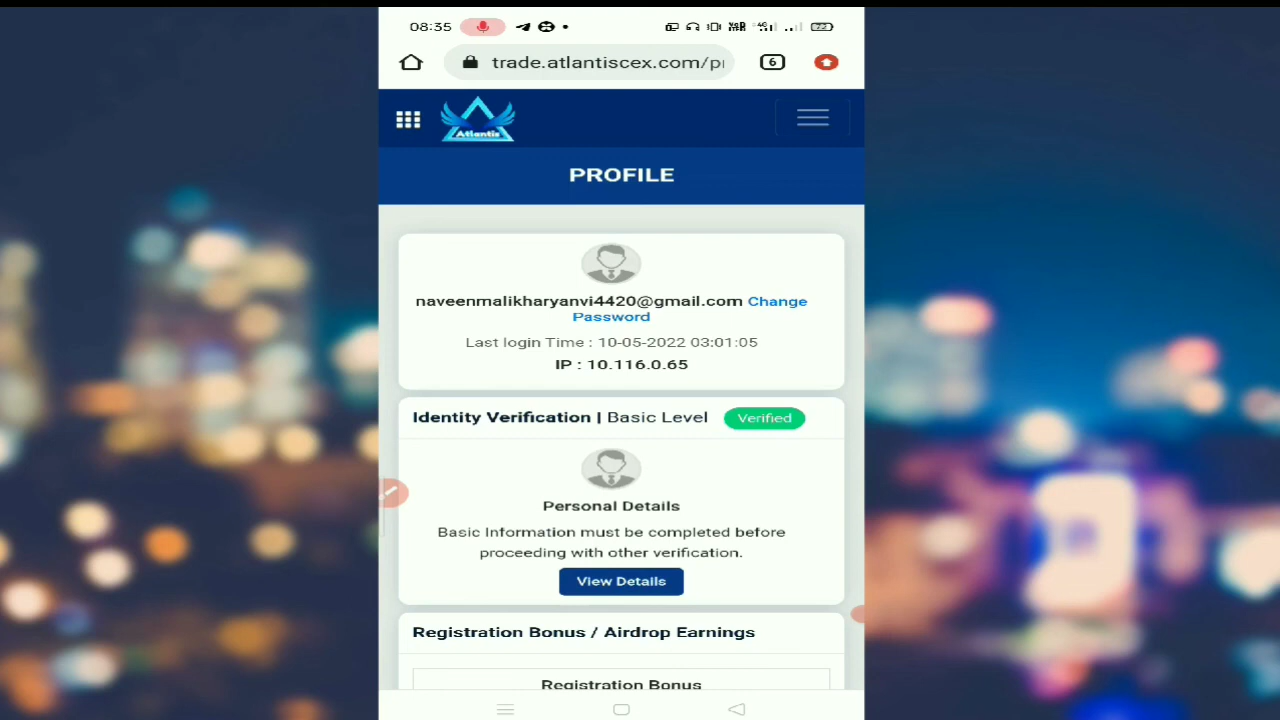 08:35
72
trade.atlantiscex.com/pr
6
Atlantis
PROFILE
naveenmalikharyanvi4420@gmail.com Change
Password
Last login Time : 10-05-2022 03:01:05
IP : 10.116.0.65
Identity Verification | Basic Level Verified
Personal Details
Basic Information must be completed before
proceeding with other verification.
View Details
Registration Bonus / Airdrop Earnings
Registration Bonus